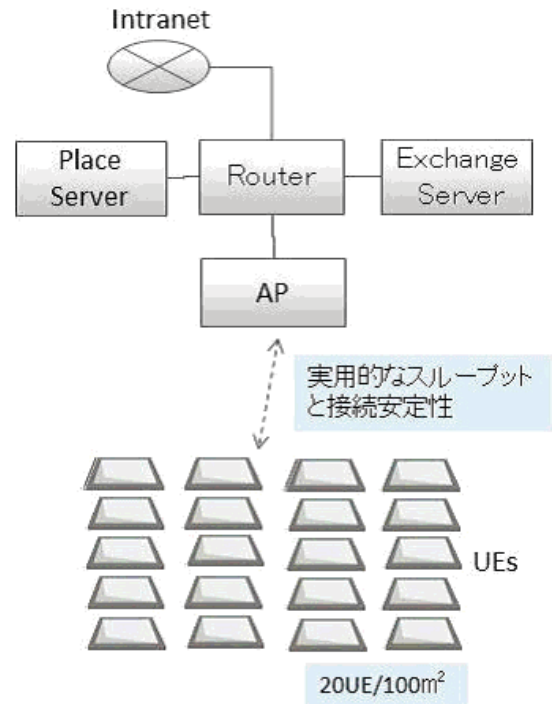 Intranet
Place
Server
Router
Exchange
Server
AP
実用的なスループット
と接続安定性
UEs
20UE/100m²